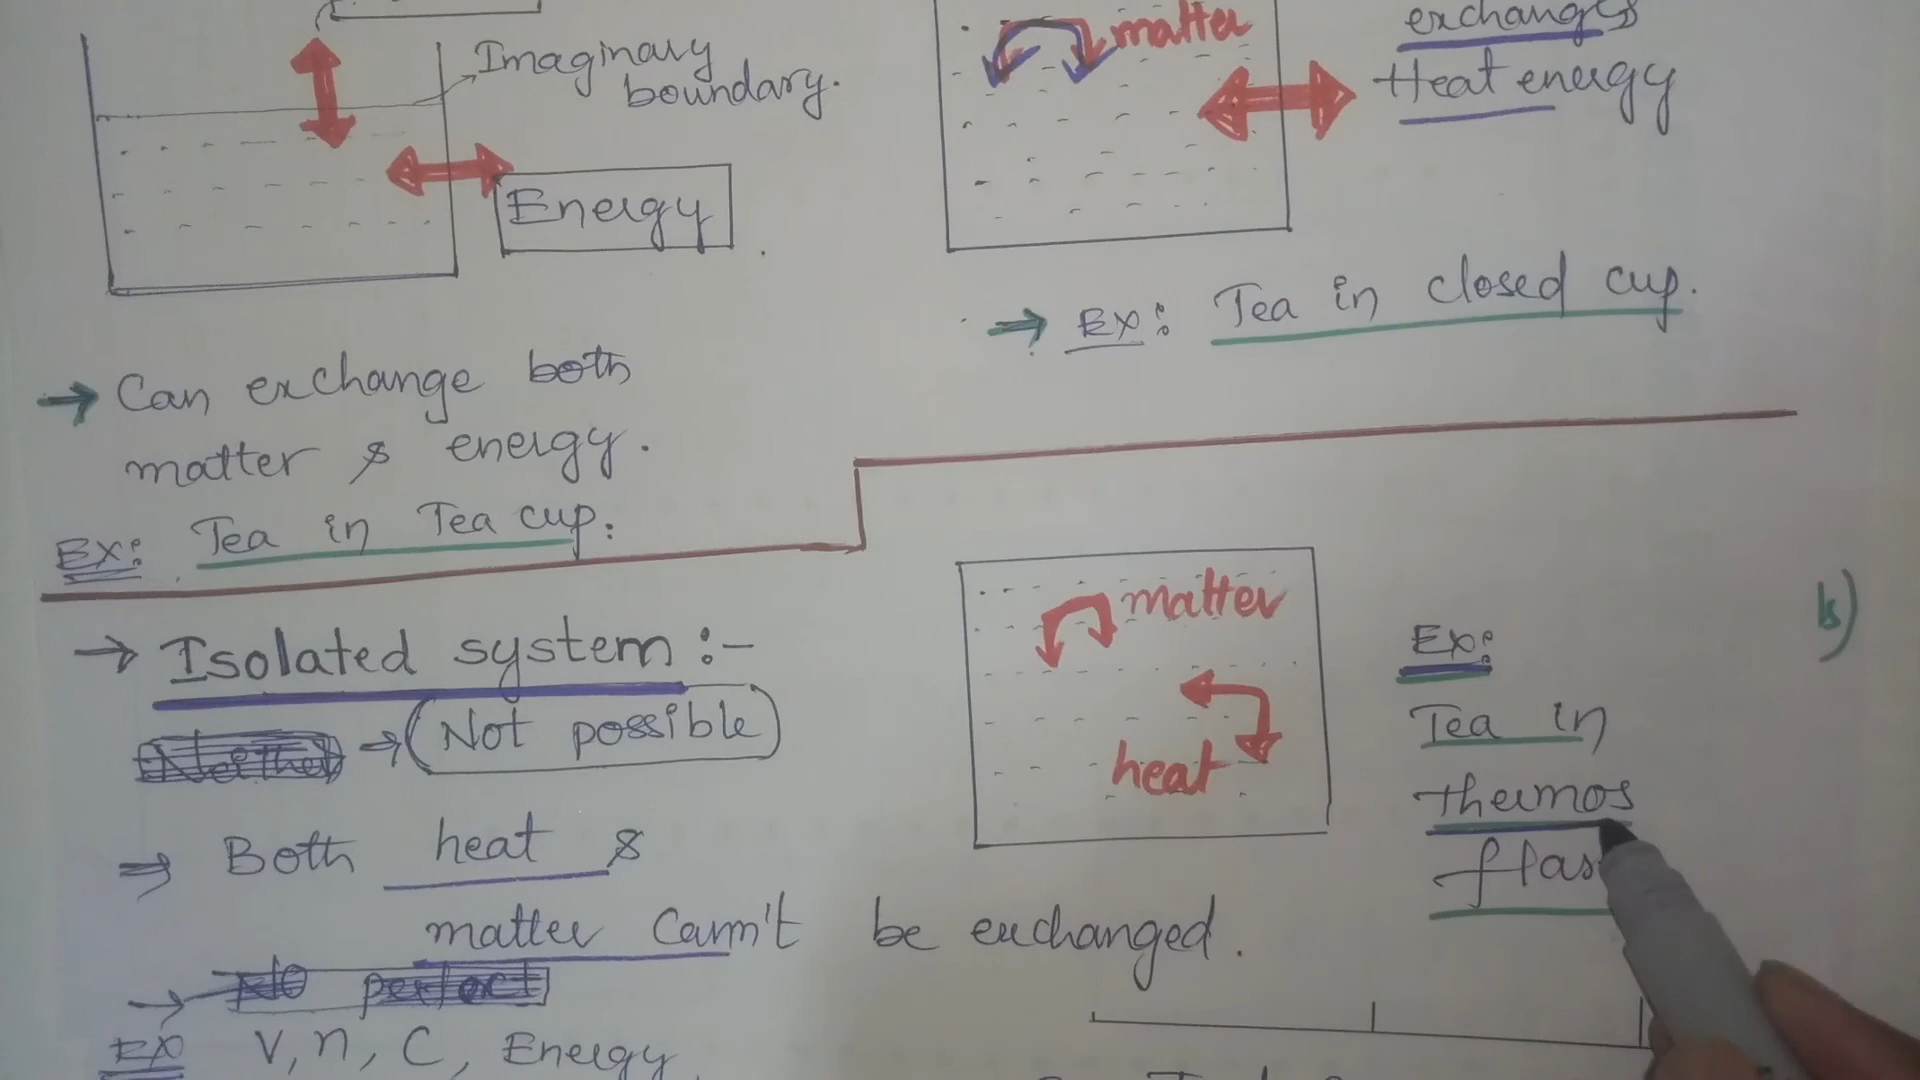 Imaginary
boundary.
Energy
→ Can exchange both
matter & energy.
Ex: Tea in Tea cup.
matter
exchanges
Heat energy
→ Ex: Tea in closed cup.
→ Isolated system :-
→ (Not possible)
⇒ Both heat &
matter Cann't be exchanged.
→
Ex V, n, C, Energy
matter
heat
Ex:
Tea in
thermos
flas
b)